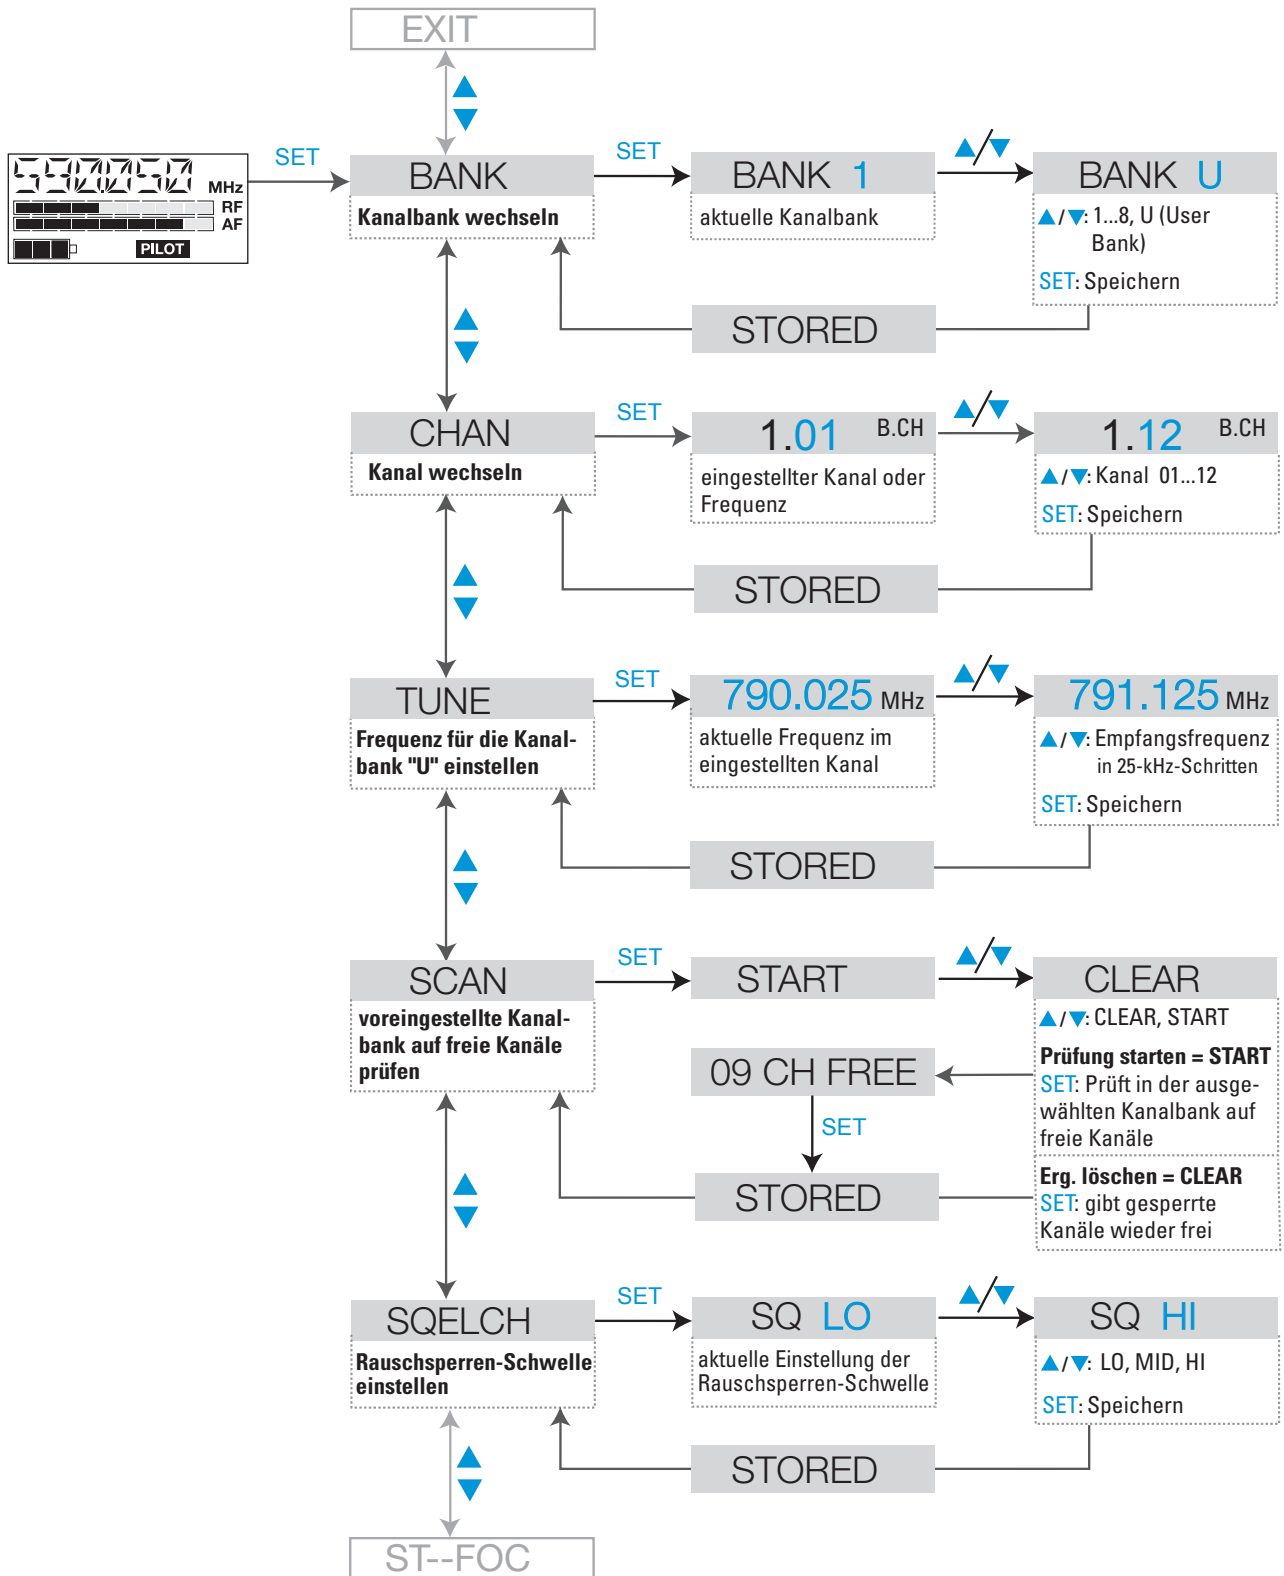 EXIT
590.050 MHz
RF
AF
PILOT
SET
BANK
Kanalbank wechseln
SET
BANK 1
aktuelle Kanalbank
▲/▼
BANK U
▲/▼: 1...8, U (User
Bank)
SET: Speichern
STORED
▲
▼
CHAN
Kanal wechseln
SET
1.01 B.CH
eingestellter Kanal oder
Frequenz
▲/▼
1.12 B.CH
▲/▼: Kanal 01...12
SET: Speichern
STORED
TUNE
Frequenz für die Kanal-
bank "U" einstellen
SET
790.025 MHz
aktuelle Frequenz im
eingestellten Kanal
▲/▼
791.125 MHz
▲/▼: Empfangsfrequenz
in 25-kHz-Schritten
SET: Speichern
STORED
SCAN
voreingestellte Kanal-
bank auf freie Kanäle
prüfen
SET
START
▲/▼
CLEAR
▲/▼: CLEAR, START
Prüfung starten = START
SET: Prüft in der ausge-
wählten Kanalbank auf
freie Kanäle
09 CH FREE
SET
STORED
Erg. löschen = CLEAR
SET: gibt gesperrte
Kanäle wieder frei
SQELCH
Rauschsperren-Schwelle
einstellen
SET
SQ LO
aktuelle Einstellung der
Rauschsperren-Schwelle
▲/▼
SQ HI
▲/▼: LO, MID, HI
SET: Speichern
STORED
ST--FOC